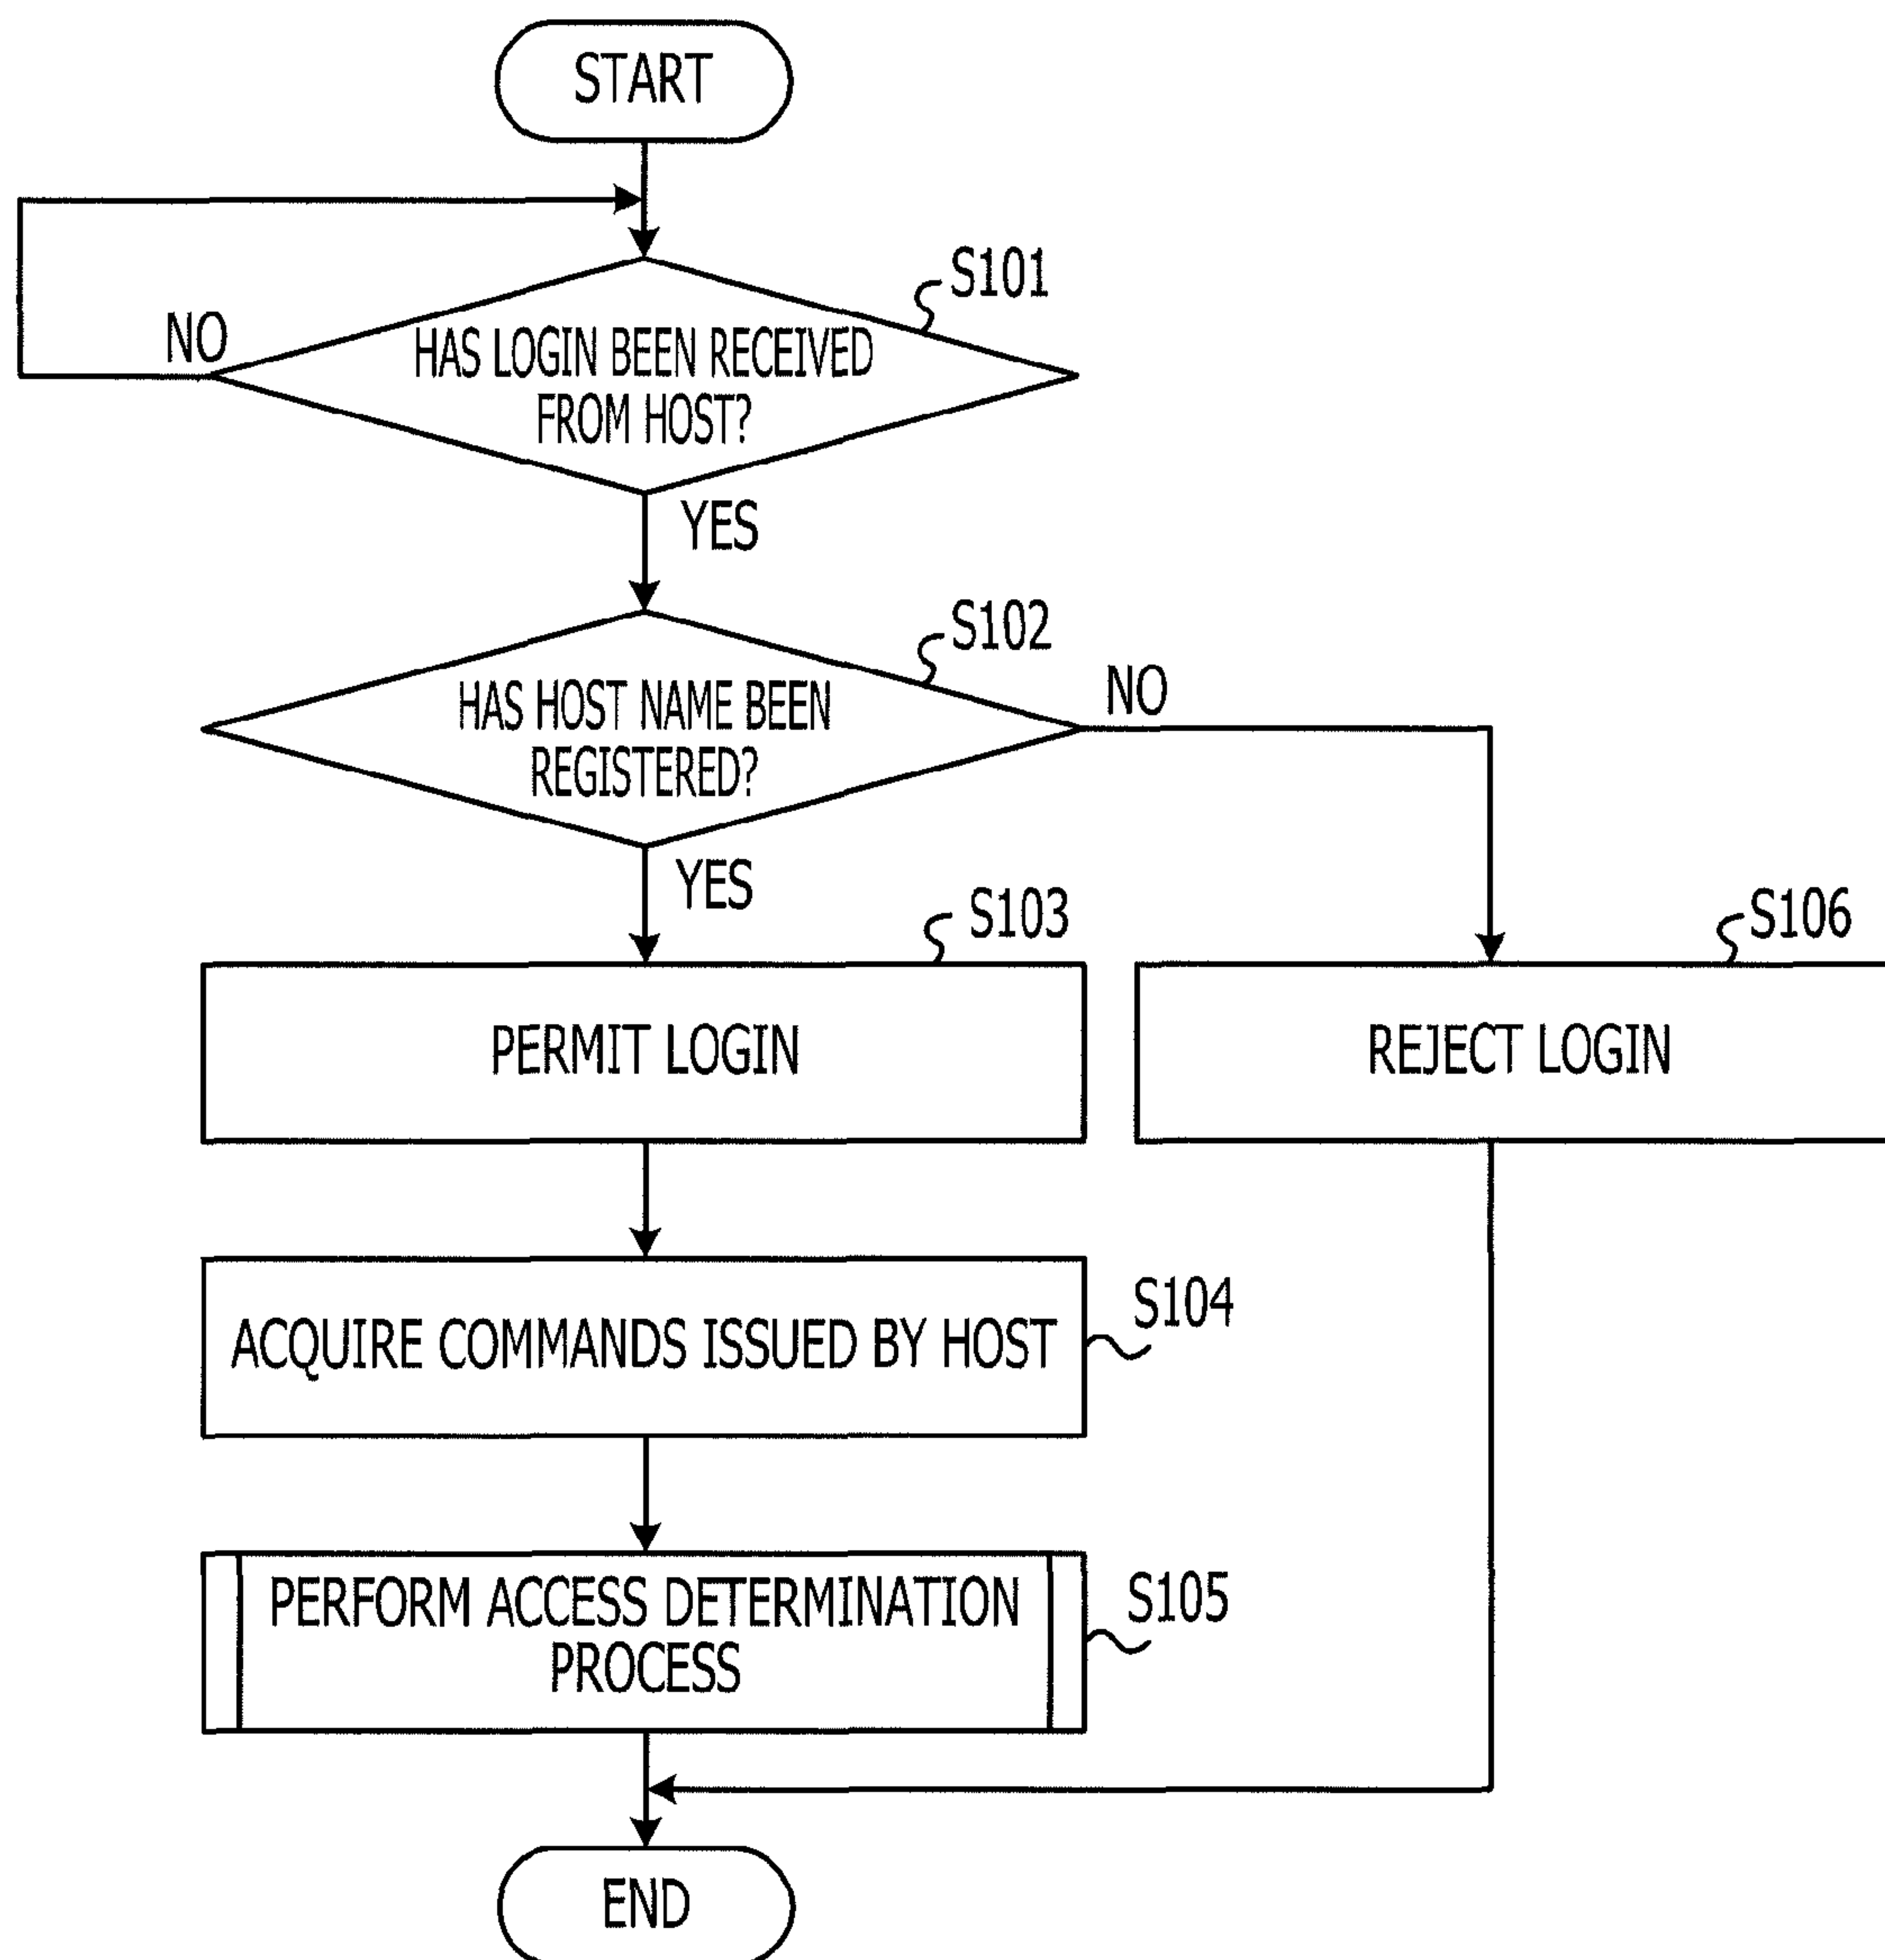 START
S101
NO
HAS LOGIN BEEN RECEIVED
FROM HOST?
YES
S102
NO
HAS HOST NAME BEEN
REGISTERED?
YES
S103
S106
PERMIT LOGIN
REJECT LOGIN
S104
ACQUIRE COMMANDS ISSUED BY HOST
S105
PERFORM ACCESS DETERMINATION
PROCESS
END